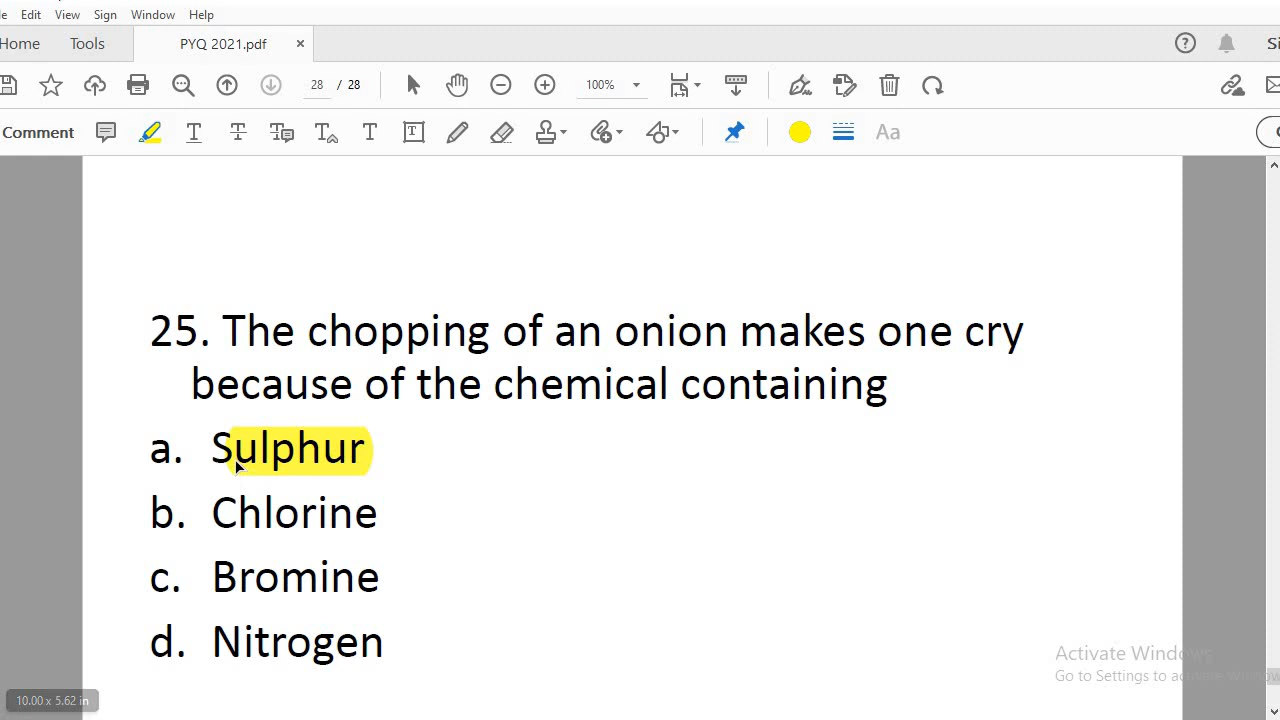 Edit View Sign Window Help
Home Tools PYQ 2021.pdf ×
28 / 28 100%
Comment T T T T T Aa
25. The chopping of an onion makes one cry
because of the chemical containing
a. Sulphur
b. Chlorine
c. Bromine
d. Nitrogen
Activate Windows
Go to Settings to activate Windows
10.00 x 5.62 in